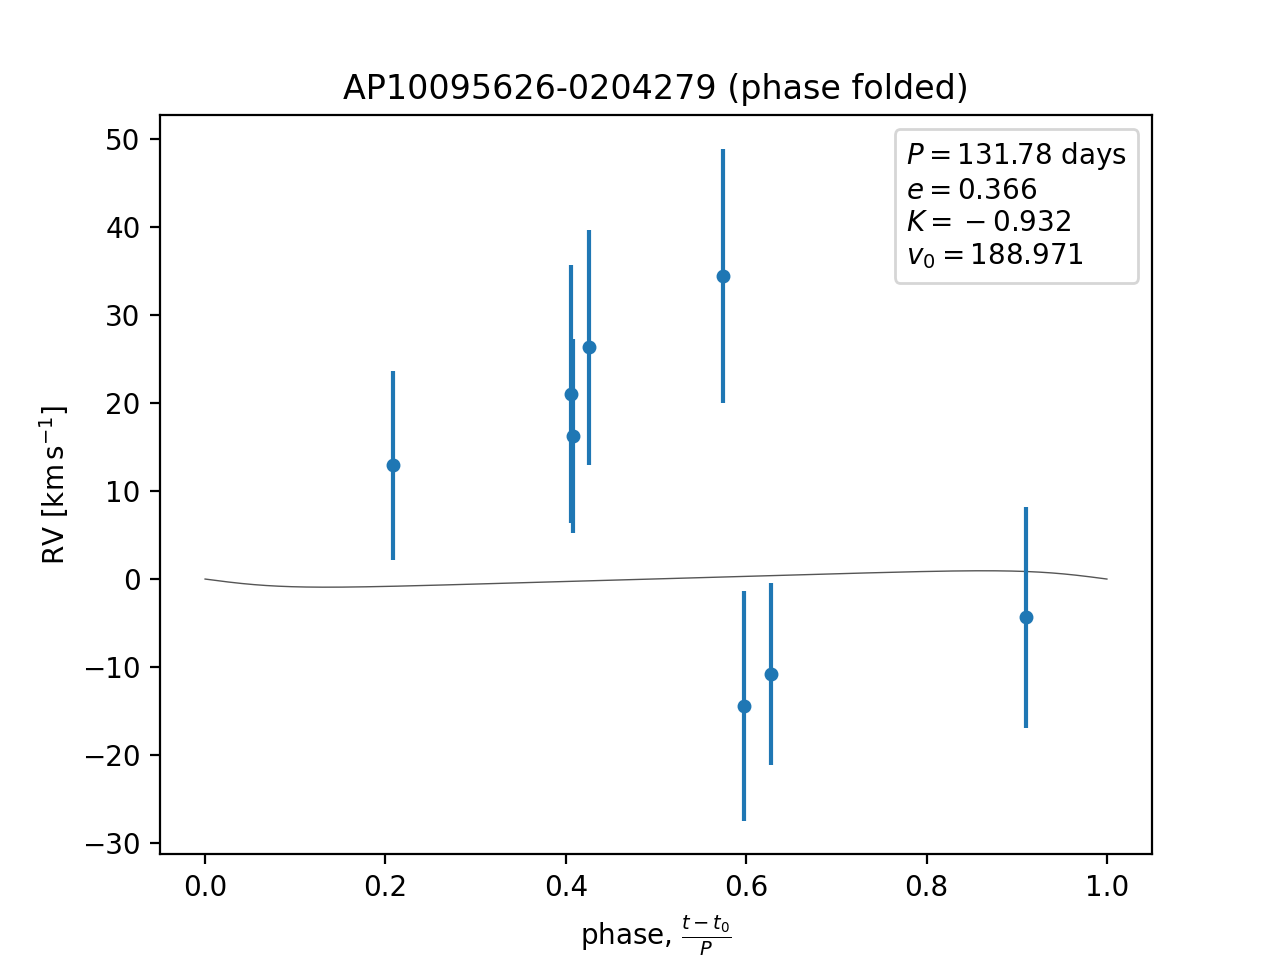 AP10095626-0204279 (phase folded)
P = 131.78 days
e = 0.366
K = −0.932
v₀ = 188.971
50
40
30
20
10
0
−10
−20
−30
RV [km s⁻¹]
0.0 0.2 0.4 0.6 0.8 1.0
phase, (t − t₀)/P